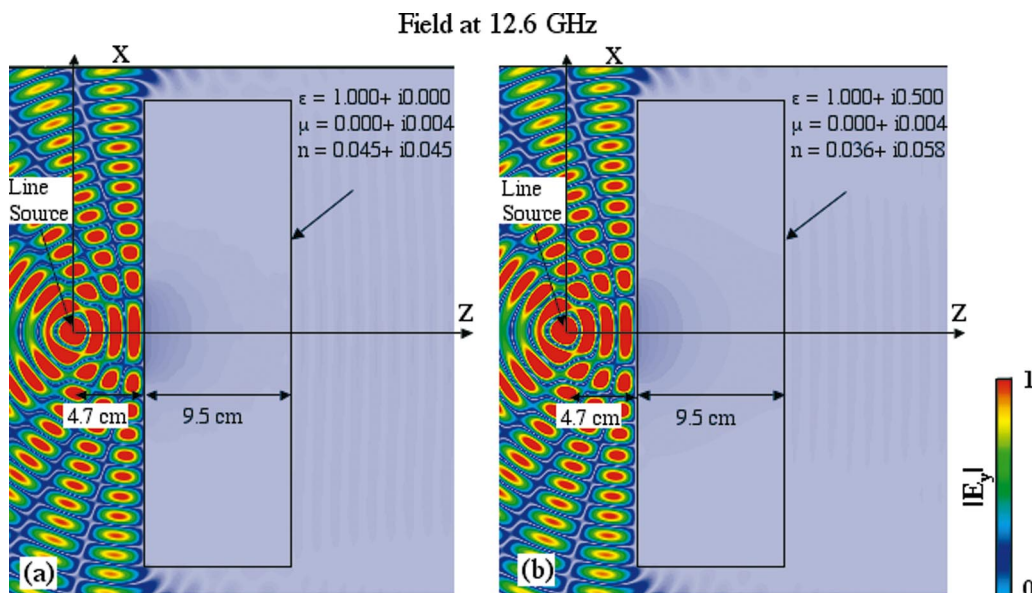 Field at 12.6 GHz
X
ε = 1.000+ i0.000
μ = 0.000+ i0.004
n = 0.045+ i0.045
Line
Source
Z
4.7 cm
9.5 cm
(a)
X
ε = 1.000+ i0.500
μ = 0.000+ i0.004
n = 0.036+ i0.058
Line
Source
Z
4.7 cm
9.5 cm
(b)
1
|Ey|
0